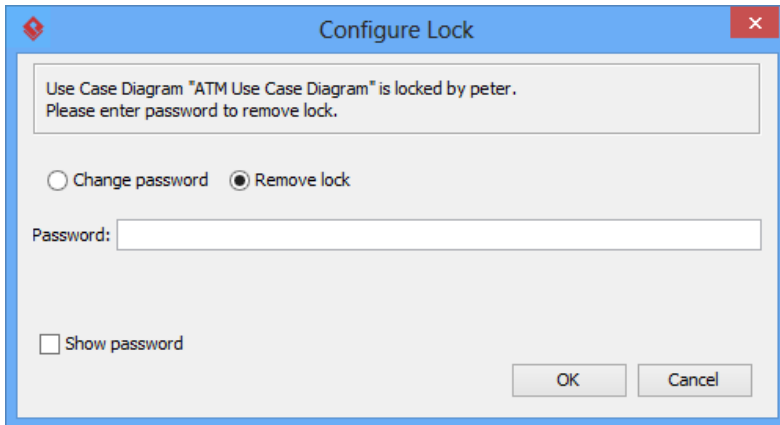 Configure Lock
Use Case Diagram "ATM Use Case Diagram" is locked by peter.
Please enter password to remove lock.
Change password Remove lock
Password:
Show password
OK Cancel